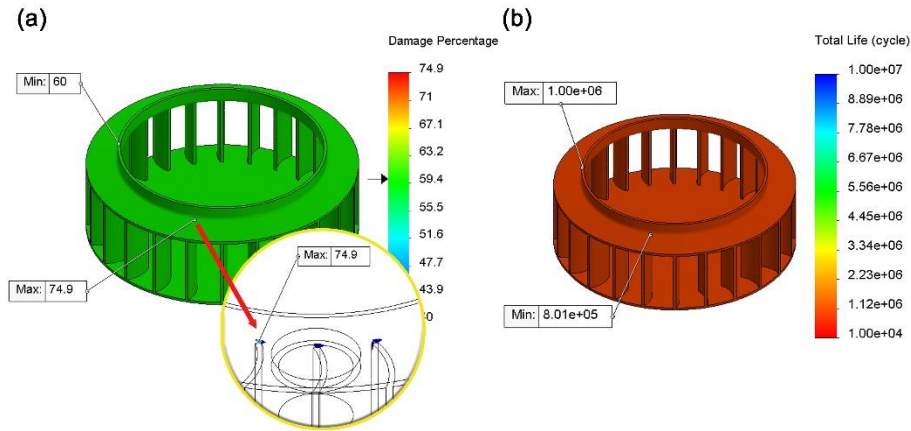 (a)
Damage Percentage
Min: 60
74.9
71
67.1
63.2
59.4
55.5
51.6
47.7
43.9
Max: 74.9
Max: 74.9
(b)
Total Life (cycle)
Max: 1.00e+06
1.00e+07
8.89e+06
7.78e+06
6.67e+06
5.56e+06
4.45e+06
3.34e+06
2.23e+06
1.12e+06
1.00e+04
Min: 8.01e+05